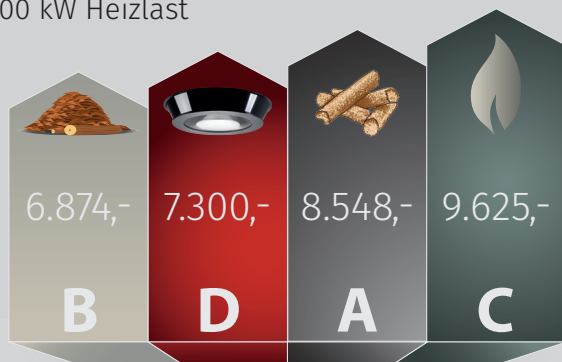 00 kW Heizlast
6.874,- 7.300,- 8.548,- 9.625,-
B D A C